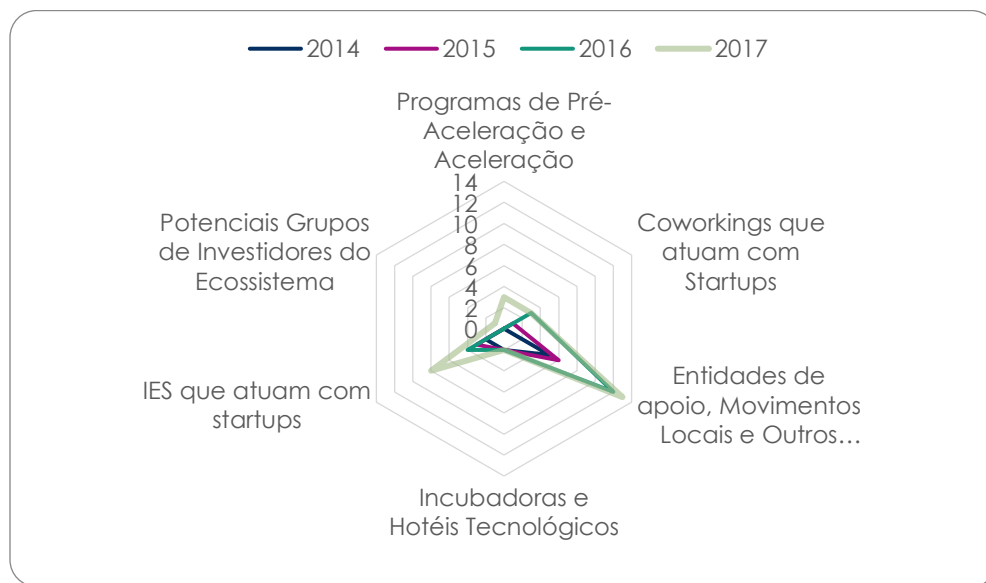 2014 2015 2016 2017
Programas de Pré-
Aceleração e
Aceleração
14
12
10
8
6
4
2
0
Coworkings que
atuam com
Startups
Entidades de
apoio, Movimentos
Locais e Outros…
Incubadoras e
Hotéis Tecnológicos
IES que atuam com
startups
Potenciais Grupos
de Investidores do
Ecossistema